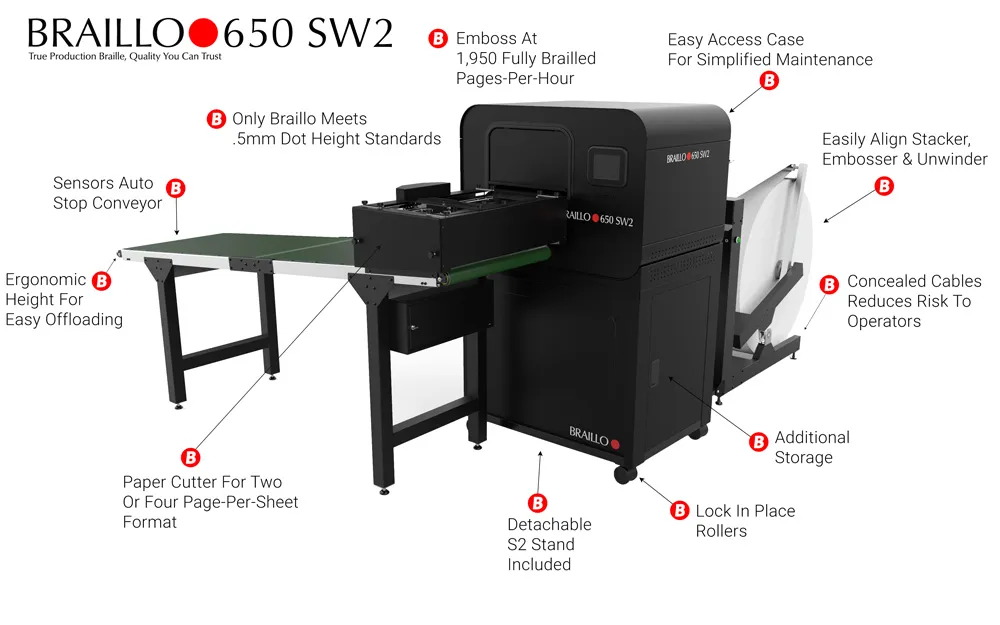 BRAILLO 650 SW2
True Production Braille, Quality You Can Trust
B Emboss At
1,950 Fully Brailled
Pages-Per-Hour
Easy Access Case
For Simplified Maintenance
B
B Only Braillo Meets
.5mm Dot Height Standards
Easily Align Stacker,
Embosser & Unwinder
B
Sensors Auto
Stop Conveyor
B
BRAILLO 650 SW2
BRAILLO 650 SW2
Ergonomic B
Height For
Easy Offloading
B Concealed Cables
Reduces Risk To
Operators
BRAILLO
B Additional
Storage
B
Paper Cutter For Two
Or Four Page-Per-Sheet
Format
B
Detachable
S2 Stand
Included
B Lock In Place
Rollers